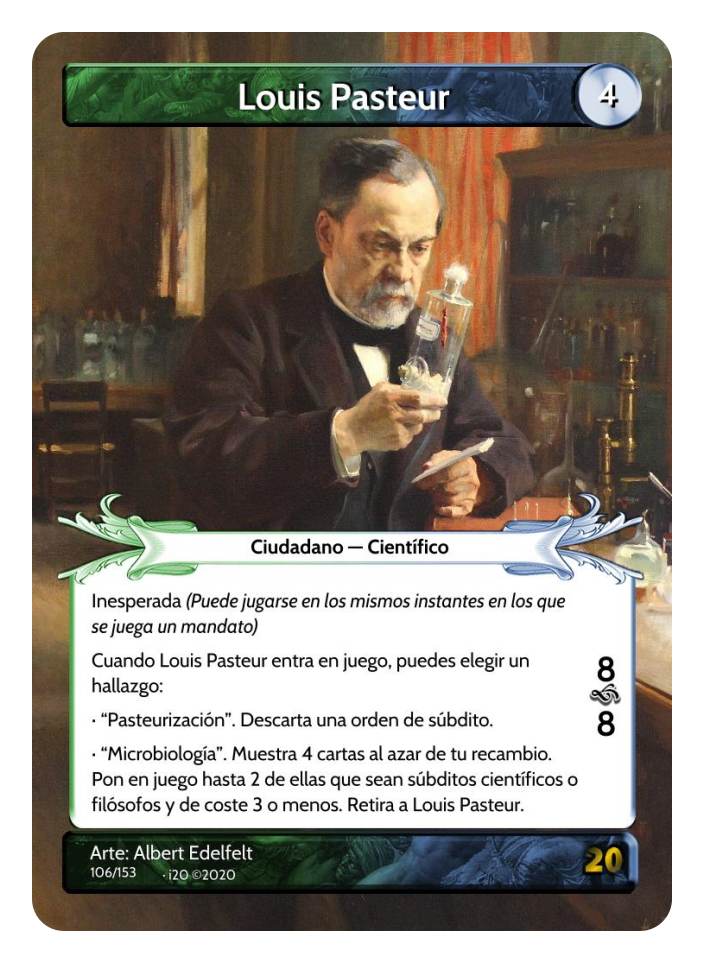 Louis Pasteur
4
Ciudadano — Científico
Inesperada (Puede jugarse en los mismos instantes en los que
se juega un mandato)
Cuando Louis Pasteur entra en juego, puedes elegir un
hallazgo:
· “Pasteurización”. Descarta una orden de súbdito.
· “Microbiología”. Muestra 4 cartas al azar de tu recambio.
Pon en juego hasta 2 de ellas que sean súbditos científicos o
filósofos y de coste 3 o menos. Retira a Louis Pasteur.
8
8
Arte: Albert Edelfelt
106/153 · i20 ©2020
20